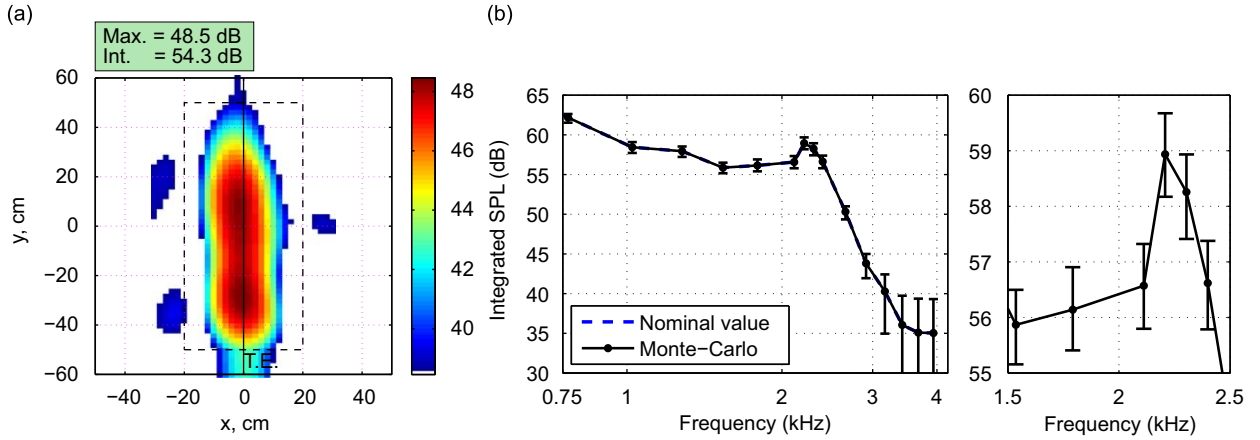 (a)
Max. = 48.5 dB
Int. = 54.3 dB
60
40
20
0
−20
−40
−60
y, cm
−40 −20 0 20 40
x, cm
T.E.
48
46
44
42
40
(b)
65
60
55
50
45
40
35
30
Integrated SPL (dB)
Nominal value
Monte−Carlo
0.75 1 2 3 4
Frequency (kHz)
60
59
58
57
56
55
1.5 2 2.5
Frequency (kHz)